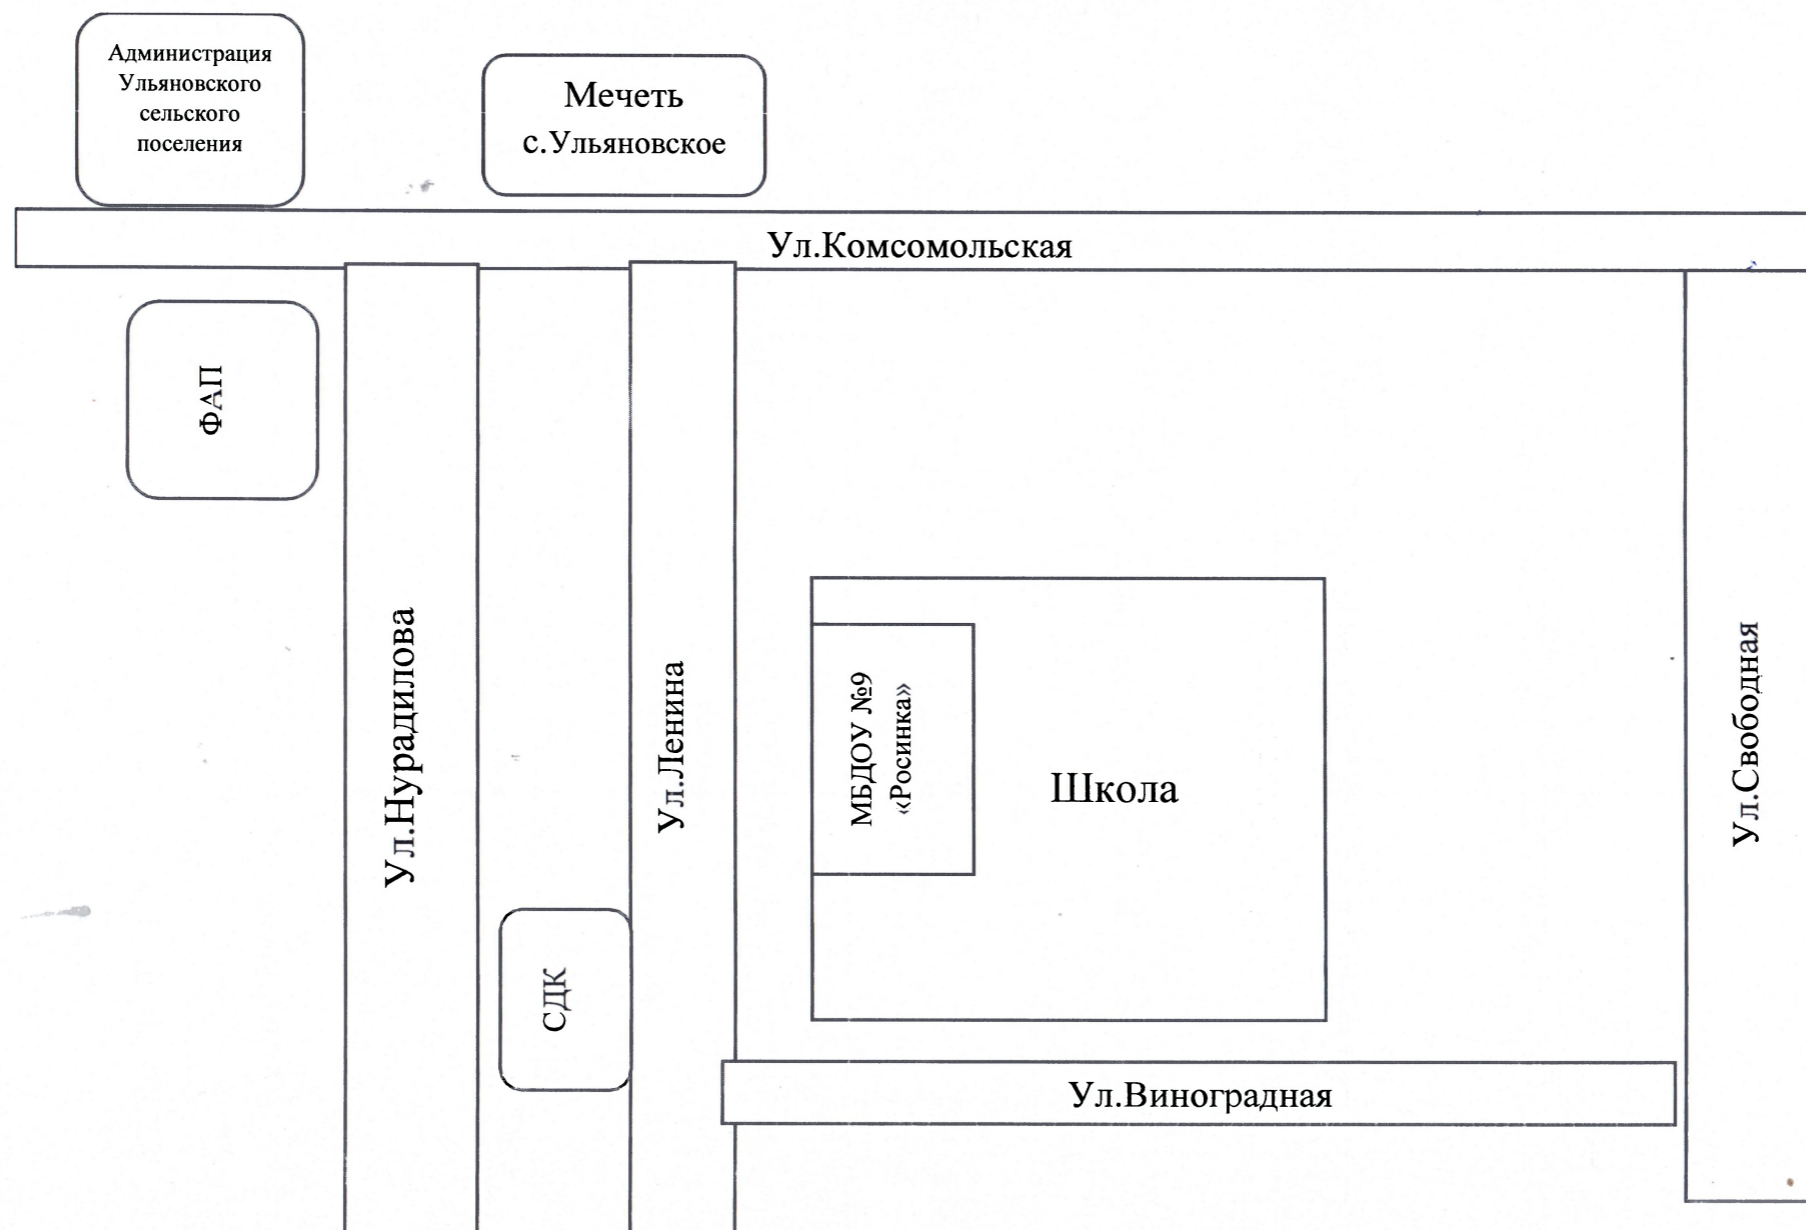 Администрация
Ульяновского
сельского
поселения
Мечеть
с.Ульяновское
Ул.Комсомольская
ФАП
Ул.Нурадилова
Ул.Ленина
МБДОУ №9
«Росинка»
Школа
Ул.Свободная
СДК
Ул.Виноградная